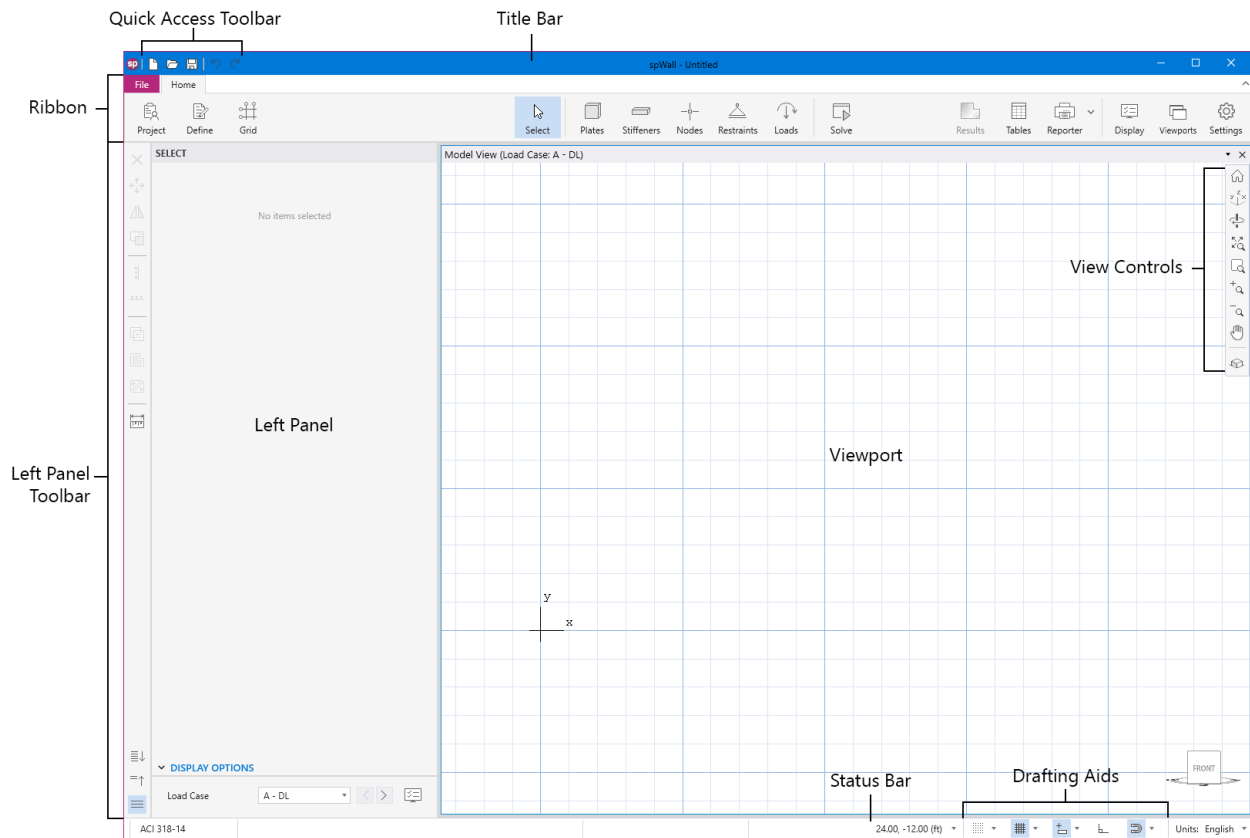 Quick Access Toolbar
Title Bar
sp
spWall - Untitled
Ribbon
File Home
Project Define Grid Select Plates Stiffeners Nodes Restraints Loads Solve Results Tables Reporter Display Viewports Settings
SELECT
Model View (Load Case: A - DL)
No items selected
y z x
View Controls
Left Panel
Viewport
Left Panel
Toolbar
y
x
FRONT
DISPLAY OPTIONS
Load Case A - DL
Status Bar
Drafting Aids
ACI 318-14
24.00, -12.00 (ft)
Units: English